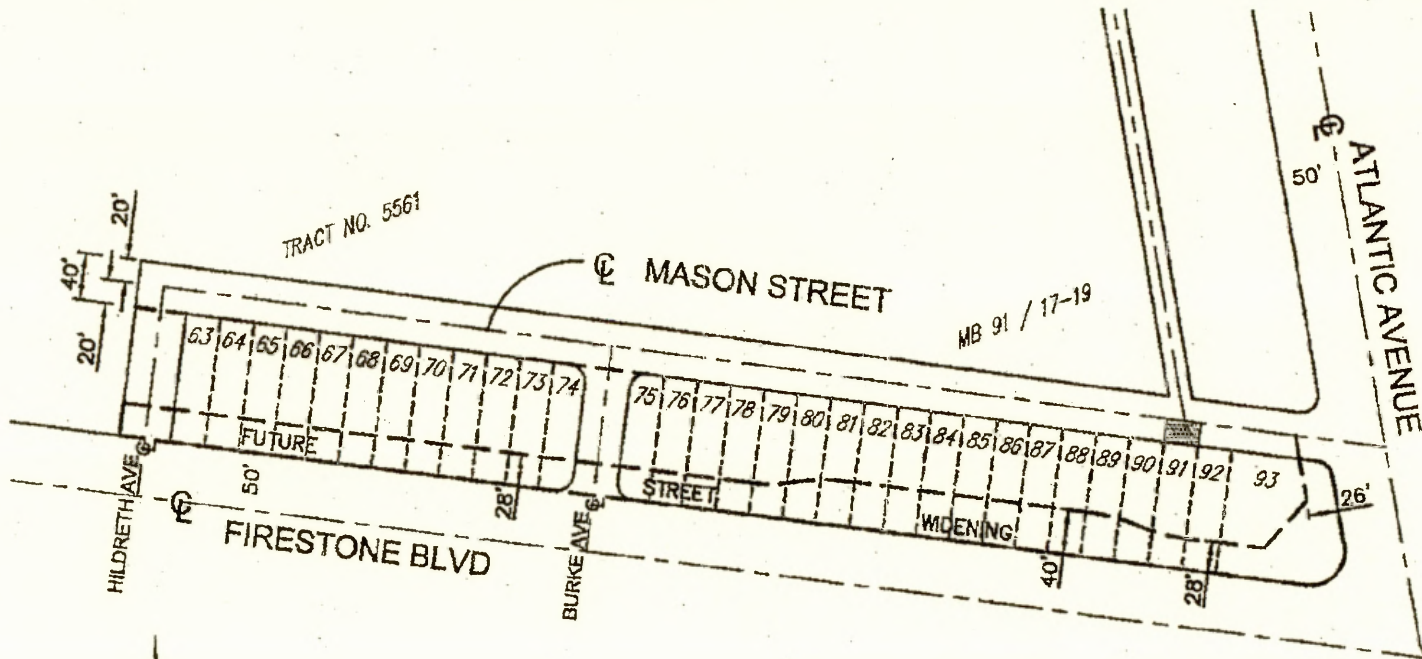 20'
40'
20'
TRACT NO. 5561
℄ MASON STREET
MB 91 / 17-19
℄ ATLANTIC AVENUE
50'
63 64 65 66 67 68 69 70 71 72 73 74
75 76 77 78 79 80 81 82 83 84 85 86 87 88 89 90 91 92 93
FUTURE
STREET
WIDENING
50'
28'
40'
28'
26'
HILDRETH AVE ℄
℄ FIRESTONE BLVD
BURKE AVE ℄